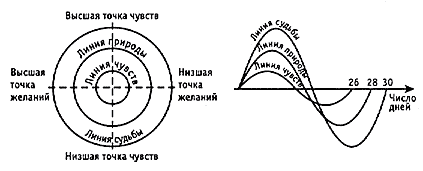 Высшая точка чувств
Линия природы
Линия чувств
Высшая
точка
желаний
Низшая
точка
желаний
Линия судьбы
Низшая точка чувств
Линия судьбы
Линия природы
Линия чувств
26 28 30
Число
дней